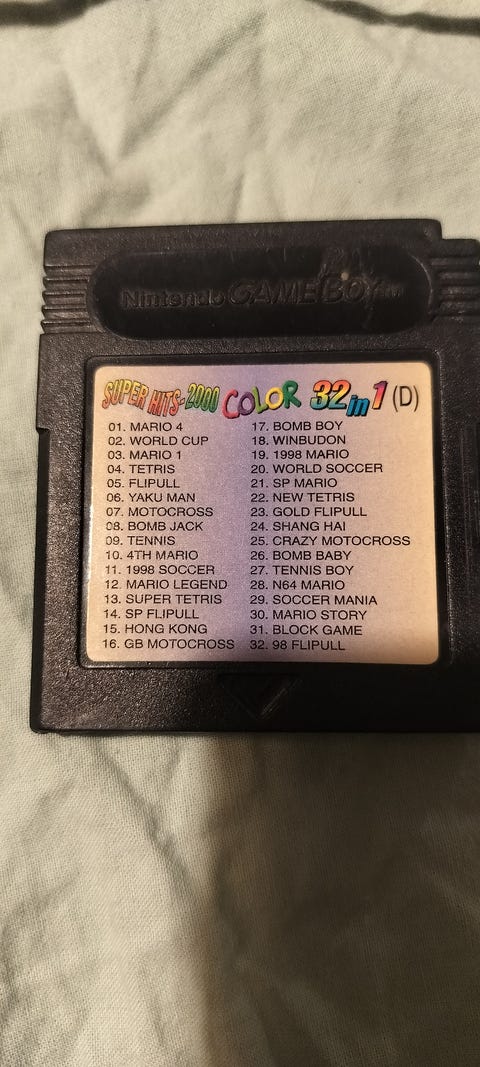 Nintendo GAME BOY TM
SUPER HITS-2000 COLOR 32 in 1 (D)
01. MARIO 4
02. WORLD CUP
03. MARIO 1
04. TETRIS
05. FLIPULL
06. YAKU MAN
07. MOTOCROSS
08. BOMB JACK
09. TENNIS
10. 4TH MARIO
11. 1998 SOCCER
12. MARIO LEGEND
13. SUPER TETRIS
14. SP FLIPULL
15. HONG KONG
16. GB MOTOCROSS
17. BOMB BOY
18. WINBUDON
19. 1998 MARIO
20. WORLD SOCCER
21. SP MARIO
22. NEW TETRIS
23. GOLD FLIPULL
24. SHANG HAI
25. CRAZY MOTOCROSS
26. BOMB BABY
27. TENNIS BOY
28. N64 MARIO
29. SOCCER MANIA
30. MARIO STORY
31. BLOCK GAME
32. 98 FLIPULL